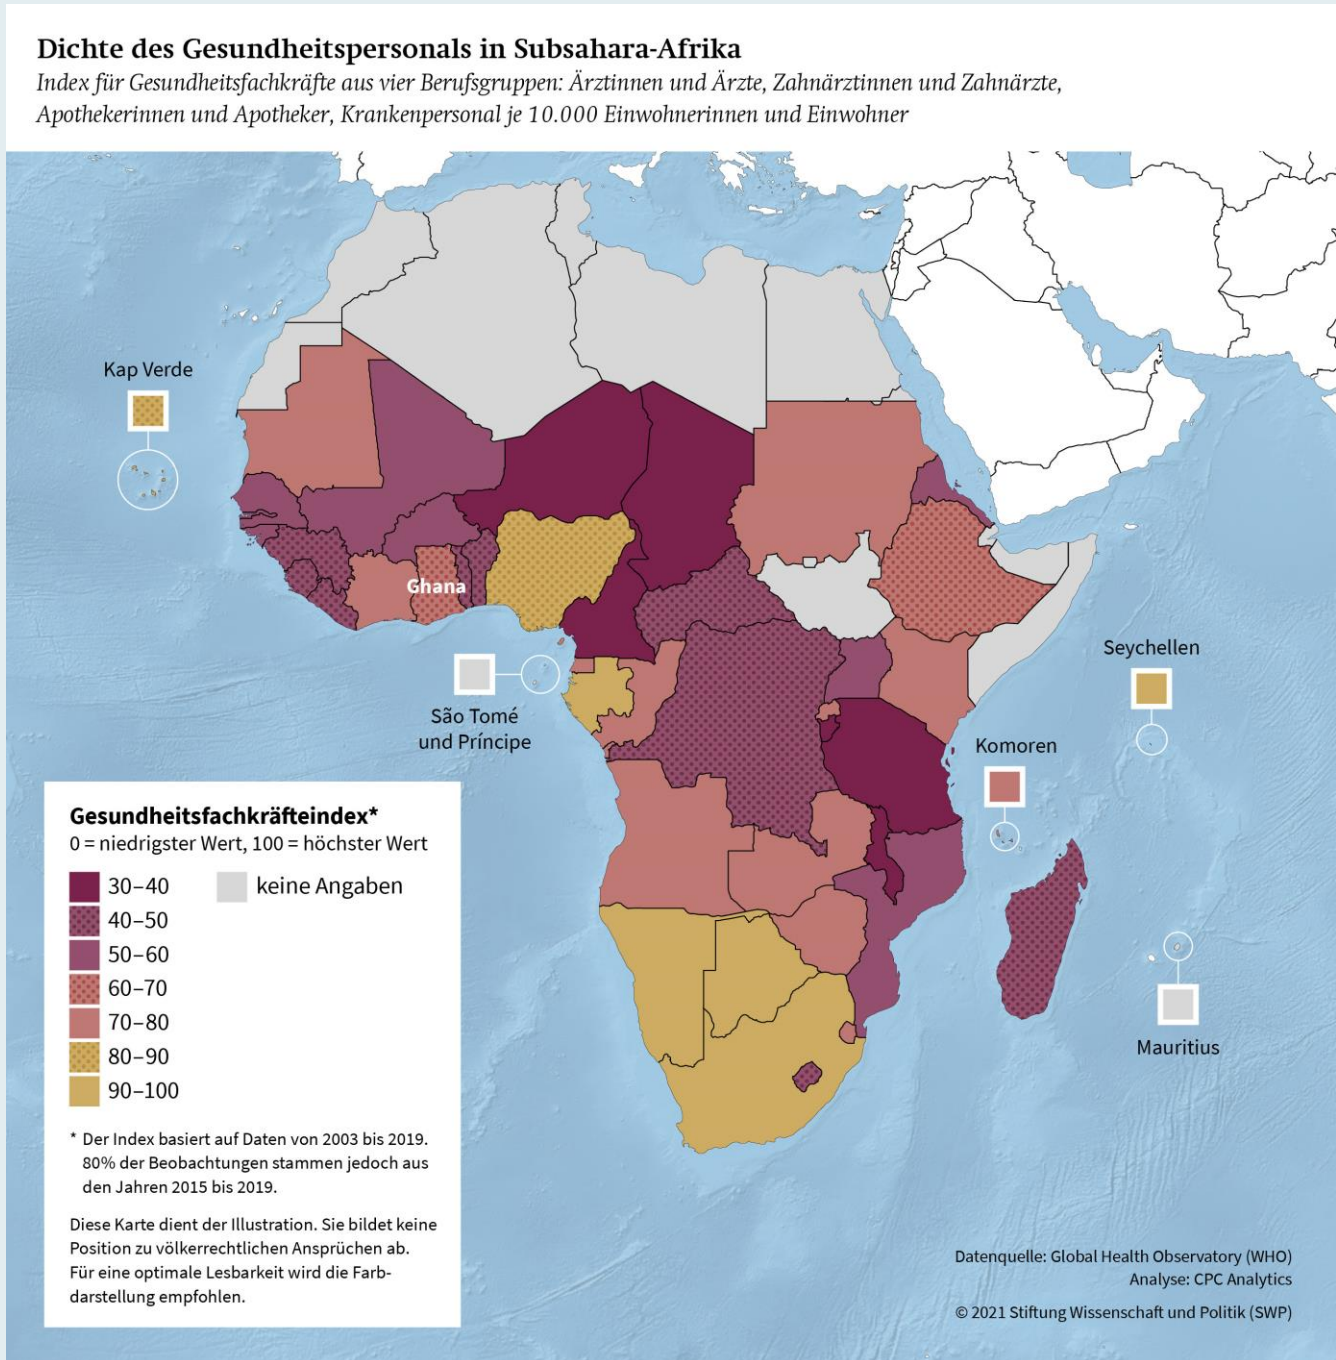 Dichte des Gesundheitspersonals in Subsahara-Afrika
Index für Gesundheitsfachkräfte aus vier Berufsgruppen: Ärztinnen und Ärzte, Zahnärztinnen und Zahnärzte,
Apothekerinnen und Apotheker, Krankenpersonal je 10.000 Einwohnerinnen und Einwohner
Kap Verde
Ghana
São Tomé
und Príncipe
Seychellen
Komoren
Mauritius
Gesundheitsfachkräfteindex*
0 = niedrigster Wert, 100 = höchster Wert
30–40
keine Angaben
40–50
50–60
60–70
70–80
80–90
90–100
* Der Index basiert auf Daten von 2003 bis 2019.
80% der Beobachtungen stammen jedoch aus
den Jahren 2015 bis 2019.
Diese Karte dient der Illustration. Sie bildet keine
Position zu völkerrechtlichen Ansprüchen ab.
Für eine optimale Lesbarkeit wird die Farb-
darstellung empfohlen.
Datenquelle: Global Health Observatory (WHO)
Analyse: CPC Analytics
© 2021 Stiftung Wissenschaft und Politik (SWP)